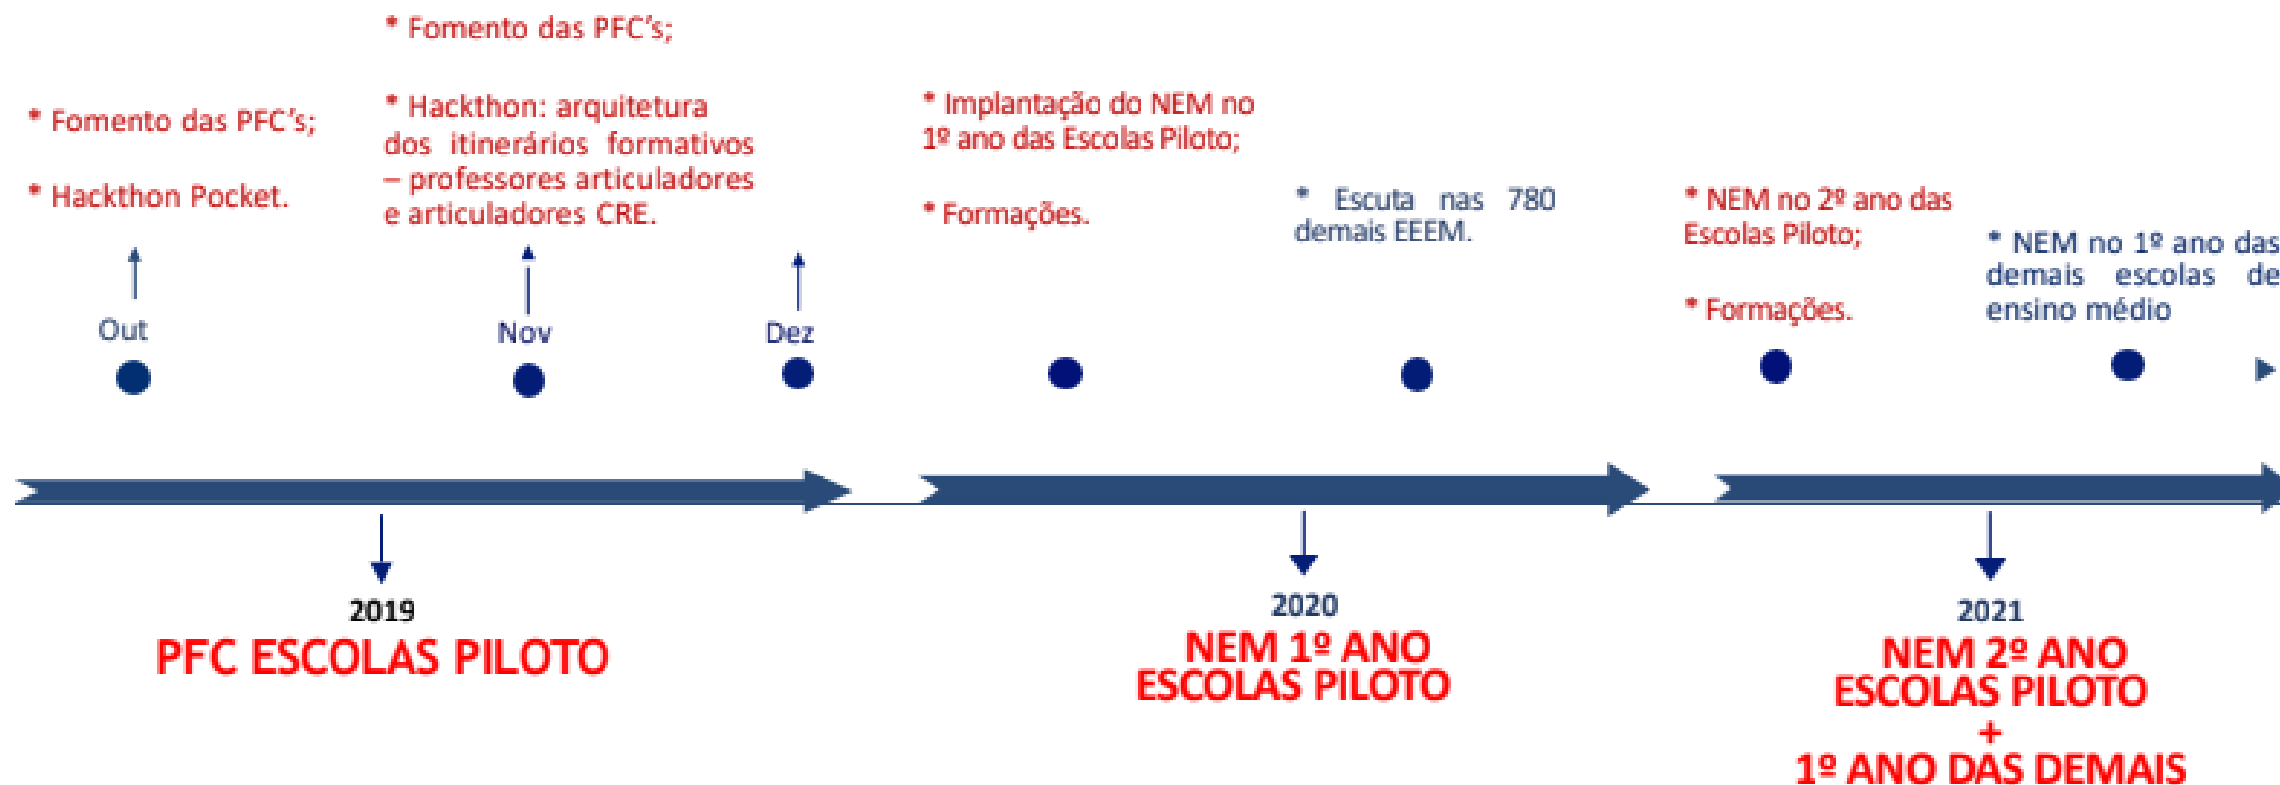 * Fomento das PFC's;
* Hackthon Pocket.
Out
* Fomento das PFC's;
* Hackthon: arquitetura
dos itinerários formativos
– professores articuladores
e articuladores CRE.
Nov
Dez
* Implantação do NEM no
1º ano das Escolas Piloto;
* Formações.
* Escuta nas 780
demais EEEM.
* NEM no 2º ano das
Escolas Piloto;
* Formações.
* NEM no 1º ano das
demais escolas de
ensino médio
2019
PFC ESCOLAS PILOTO
2020
NEM 1º ANO
ESCOLAS PILOTO
2021
NEM 2º ANO
ESCOLAS PILOTO
+
1º ANO DAS DEMAIS